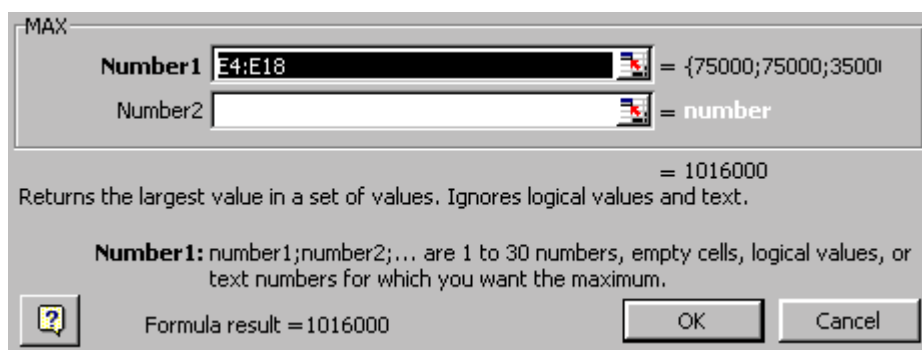 MAX
Number1 E4:E18 = {75000;75000;3500
Number2 = number
= 1016000
Returns the largest value in a set of values. Ignores logical values and text.
Number1: number1;number2;... are 1 to 30 numbers, empty cells, logical values, or
text numbers for which you want the maximum.
? Formula result =1016000 OK Cancel